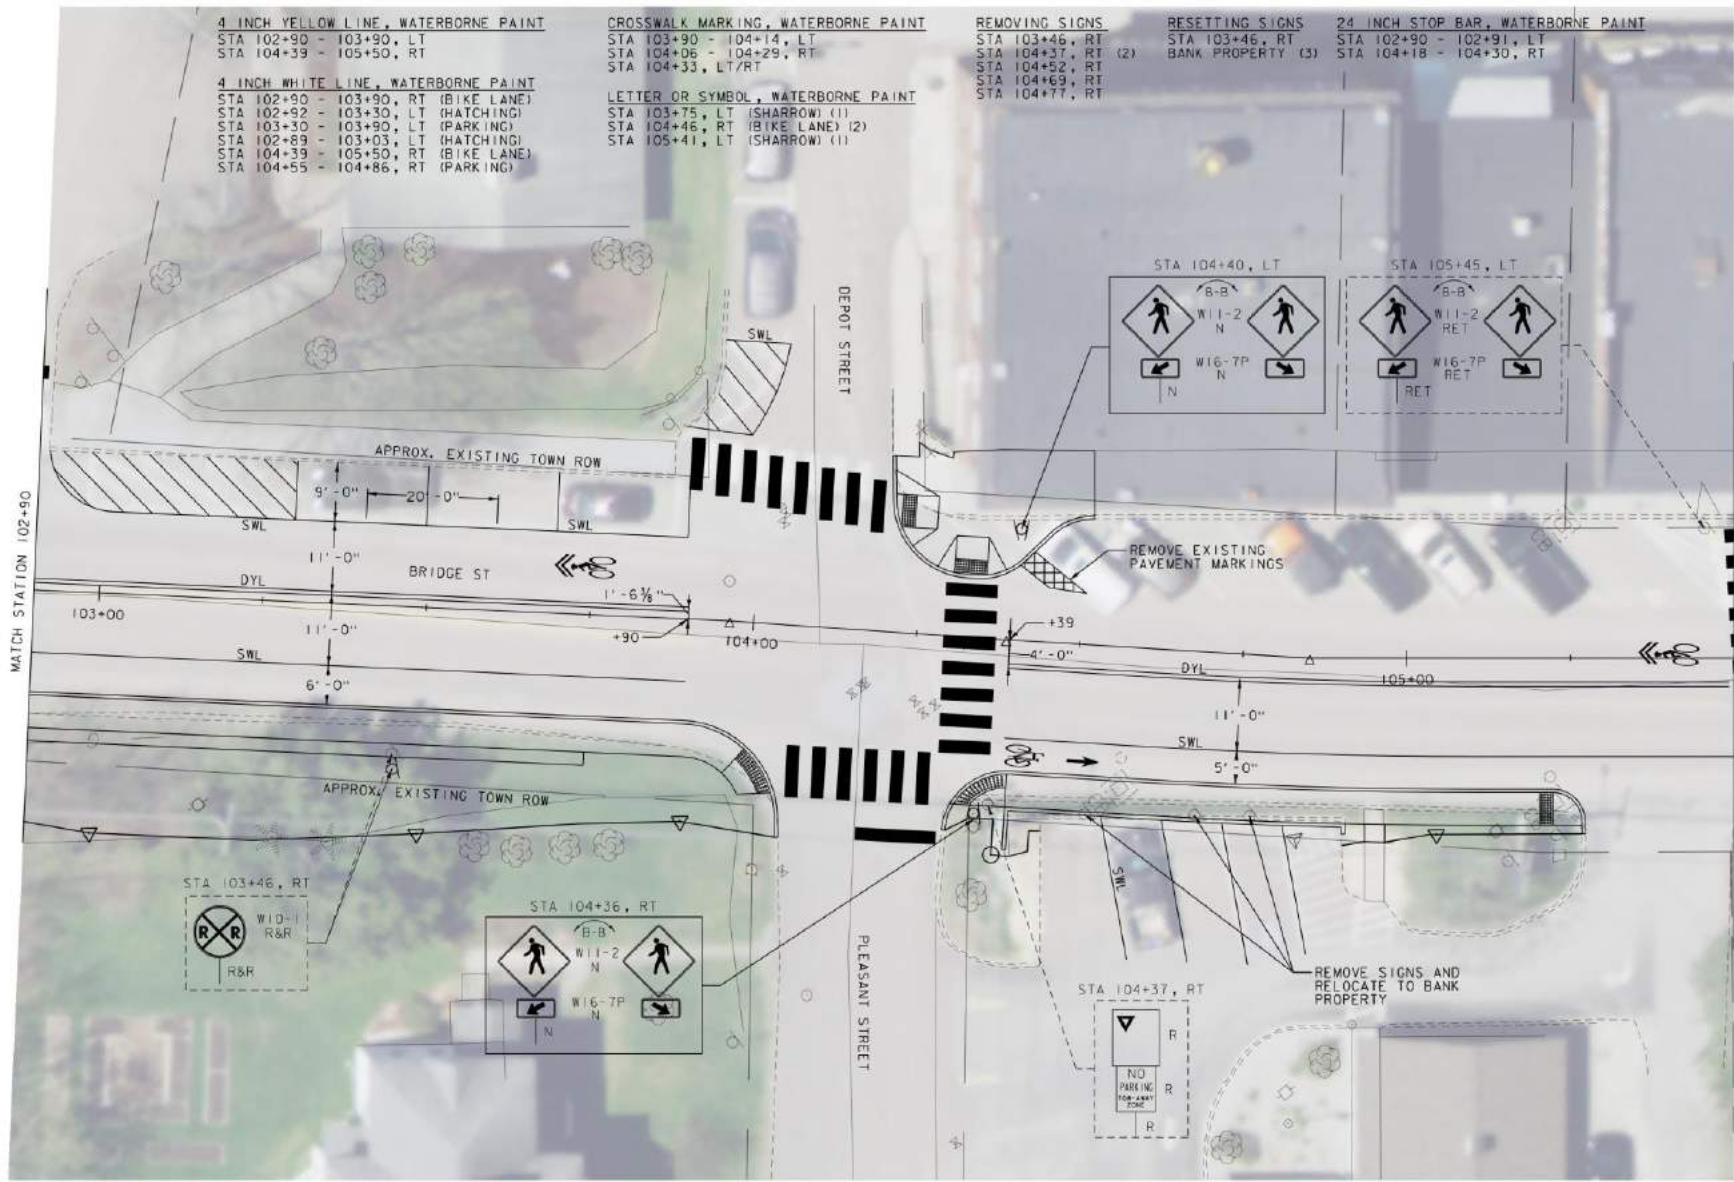 4 INCH YELLOW LINE, WATERBORNE PAINT
STA 102+90 - 103+90, LT
STA 104+39 - 105+50, RT
4 INCH WHITE LINE, WATERBORNE PAINT
STA 102+90 - 103+90, RT (BIKE LANE)
STA 102+92 - 103+30, LT (HATCHING)
STA 103+30 - 103+90, LT (PARKING)
STA 102+89 - 103+03, LT (HATCHING)
STA 104+39 - 105+50, RT (BIKE LANE)
STA 104+55 - 104+86, RT (PARKING)
CROSSWALK MARKING, WATERBORNE PAINT
STA 103+90 - 104+14, LT
STA 104+06 - 104+29, RT
STA 104+33, LT/RT
LETTER OR SYMBOL, WATERBORNE PAINT
STA 103+75, LT (SHARROW) (1)
STA 104+46, RT (BIKE LANE) (2)
STA 105+41, LT (SHARROW) (1)
REMOVING SIGNS
STA 103+46, RT
STA 104+37, RT (2)
STA 104+52, RT
STA 104+69, RT
STA 104+77, RT
RESETTING SIGNS
STA 103+46, RT
BANK PROPERTY (3)
24 INCH STOP BAR, WATERBORNE PAINT
STA 102+90 - 102+91, LT
STA 104+18 - 104+30, RT
STA 104+40, LT
B-B
W11-2
N
W16-7P
N
N
STA 105+45, LT
B-B
W11-2
RET
W16-7P
RET
RET
DEPOT STREET
SWL
APPROX. EXISTING TOWN ROW
9'-0"
20'-0"
SWL
SWL
MATCH STATION 102+90
11'-0"
BRIDGE ST
DYL
1'-6⅜"
REMOVE EXISTING
PAVEMENT MARKINGS
103+00
11'-0"
+90
104+00
+39
4'-0"
DYL
105+00
SWL
6'-0"
11'-0"
SWL
5'-0"
APPROX. EXISTING TOWN ROW
STA 103+46, RT
R R
W10-1
R&R
R&R
STA 104+36, RT
B-B
W11-2
N
W16-7P
N
N
PLEASANT STREET
SWL
REMOVE SIGNS AND
RELOCATE TO BANK
PROPERTY
STA 104+37, RT
R
NO
PARKING
TOW-AWAY
ZONE
R
R